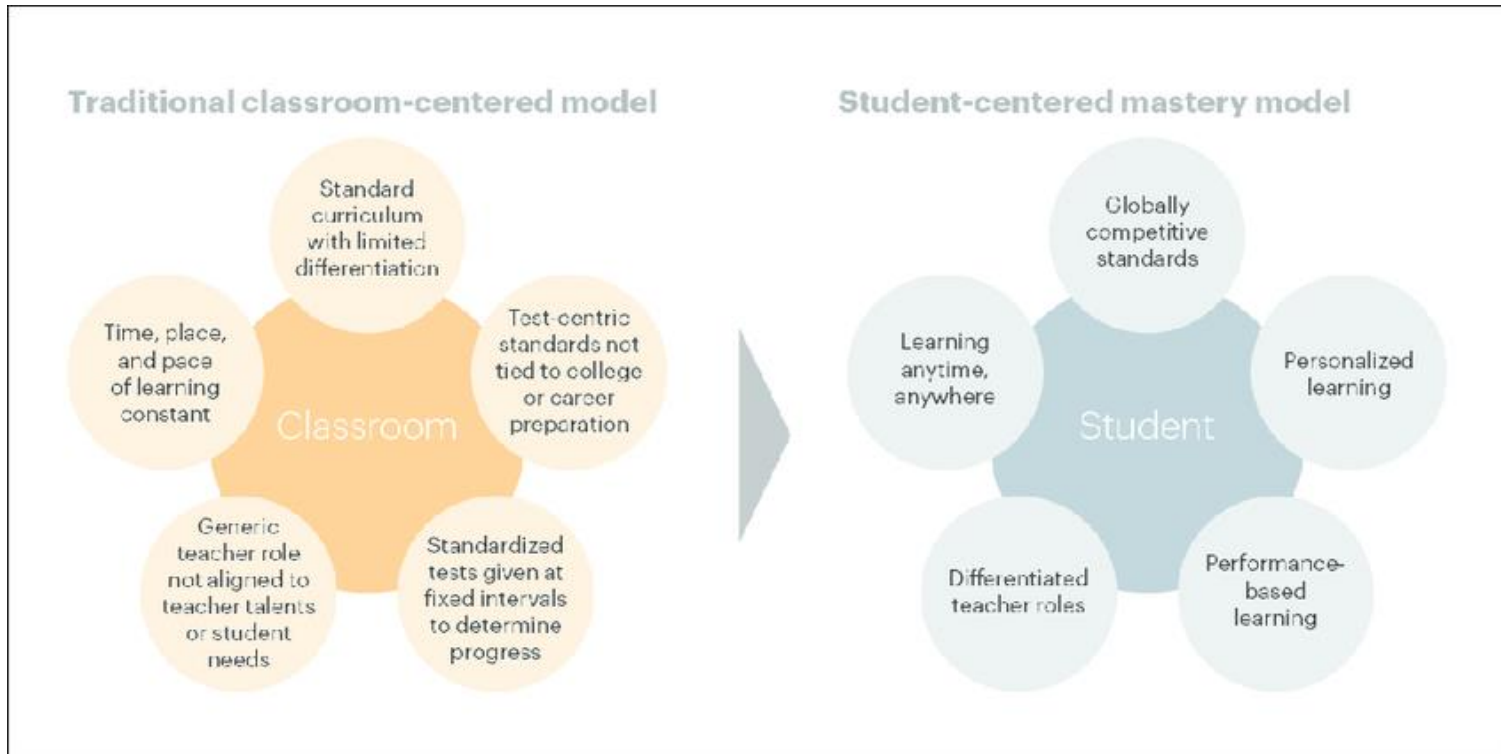 Traditional classroom-centered model
Standard
curriculum
with limited
differentiation
Time, place,
and pace
of learning
constant
Test-centric
standards not
tied to college
or career
preparation
Classroom
Generic
teacher role
not aligned to
teacher talents
or student
needs
Standardized
tests given at
fixed intervals
to determine
progress
Student-centered mastery model
Globally
competitive
standards
Learning
anytime,
anywhere
Personalized
learning
Student
Differentiated
teacher roles
Performance-
based
learning